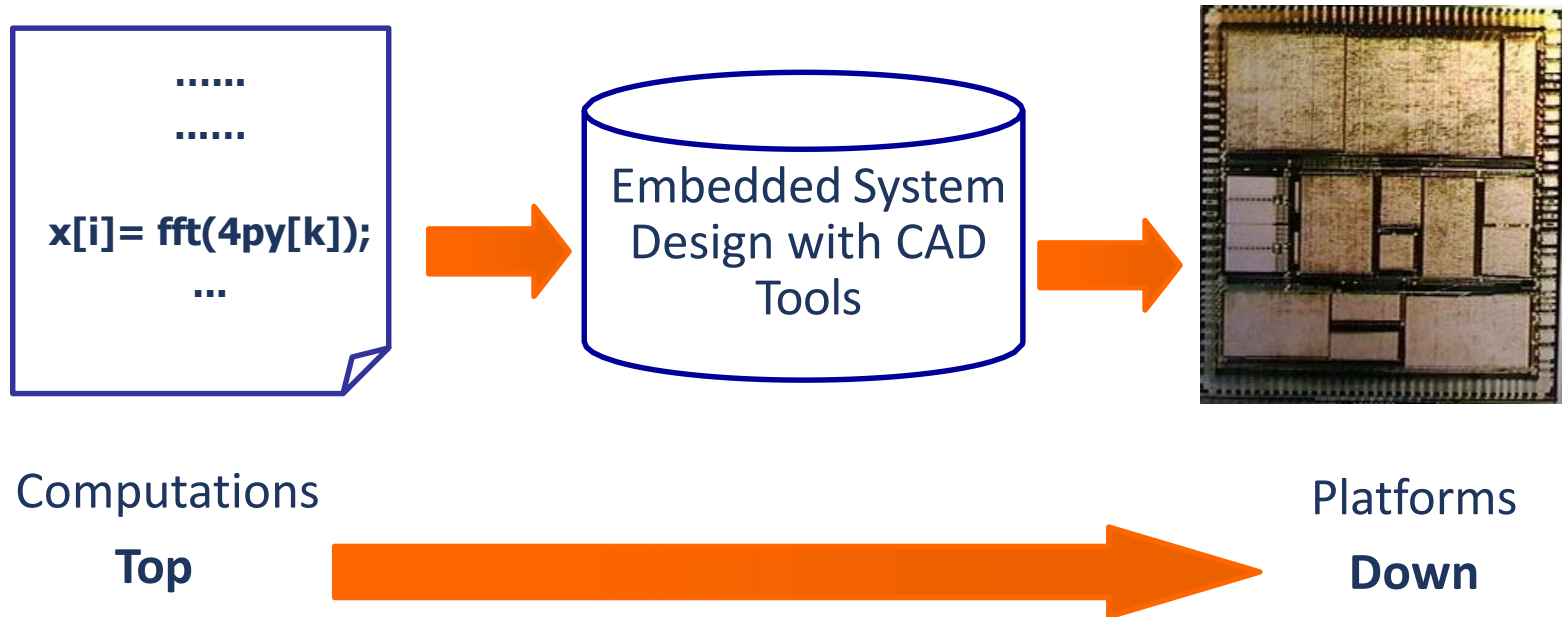 ......
......
x[i]= fft(4py[k]);
...
Embedded System
Design with CAD
Tools
Computations
Top
Platforms
Down